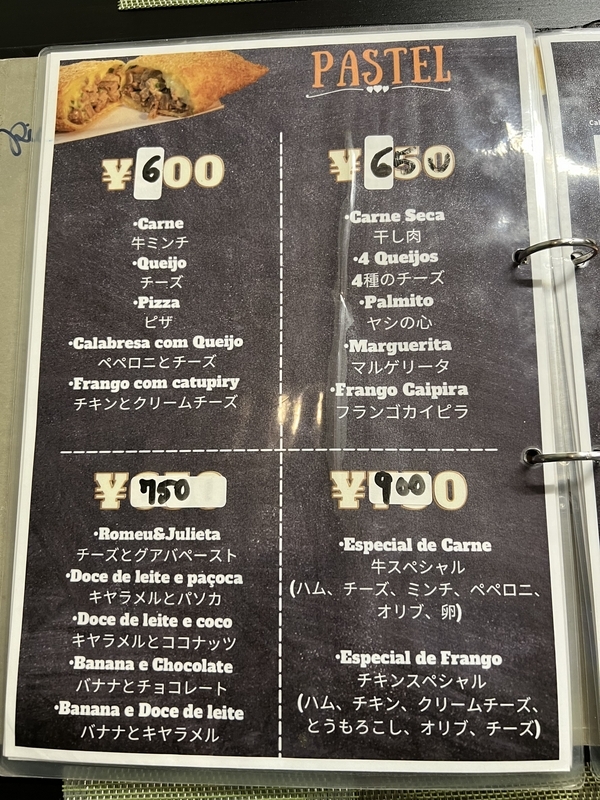 PASTEL
¥600
・Carne
牛ミンチ
・Queijo
チーズ
・Pizza
ピザ
・Calabresa com Queijo
ペペロニとチーズ
・Frango com catupiry
チキンとクリームチーズ
¥650
・Carne Seca
干し肉
・4 Queijos
4種のチーズ
・Palmito
ヤシの心
・Marguerita
マルゲリータ
・Frango Caipira
フランゴカイピラ
¥750
・Romeu&Julieta
チーズとグアバペースト
・Doce de leite e paçoca
キャラメルとパソカ
・Doce de leite e coco
キャラメルとココナッツ
・Banana e Chocolate
バナナとチョコレート
・Banana e Doce de leite
バナナとキャラメル
¥900
・Especial de Carne
牛スペシャル
(ハム、チーズ、ミンチ、ペペロニ、
オリブ、卵)
・Especial de Frango
チキンスペシャル
(ハム、チキン、クリームチーズ、
とうもろこし、オリブ、チーズ)